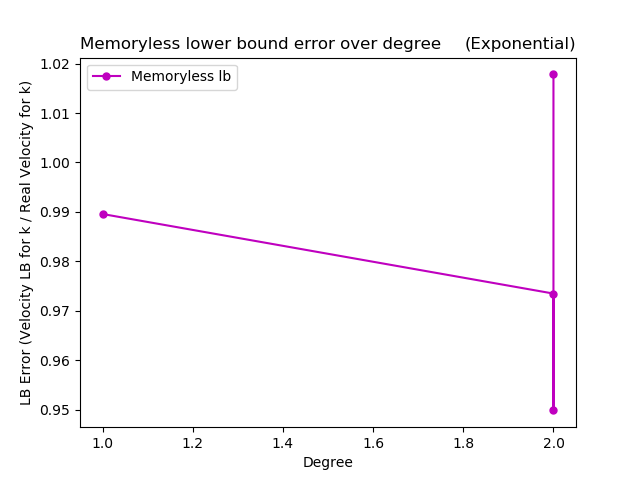 Memoryless lower bound error over degree (Exponential)
1.02
1.01
1.00
0.99
0.98
0.97
0.96
0.95
LB Error (Velocity LB for k / Real Velocity for k)
Memoryless lb
1.0 1.2 1.4 1.6 1.8 2.0
Degree